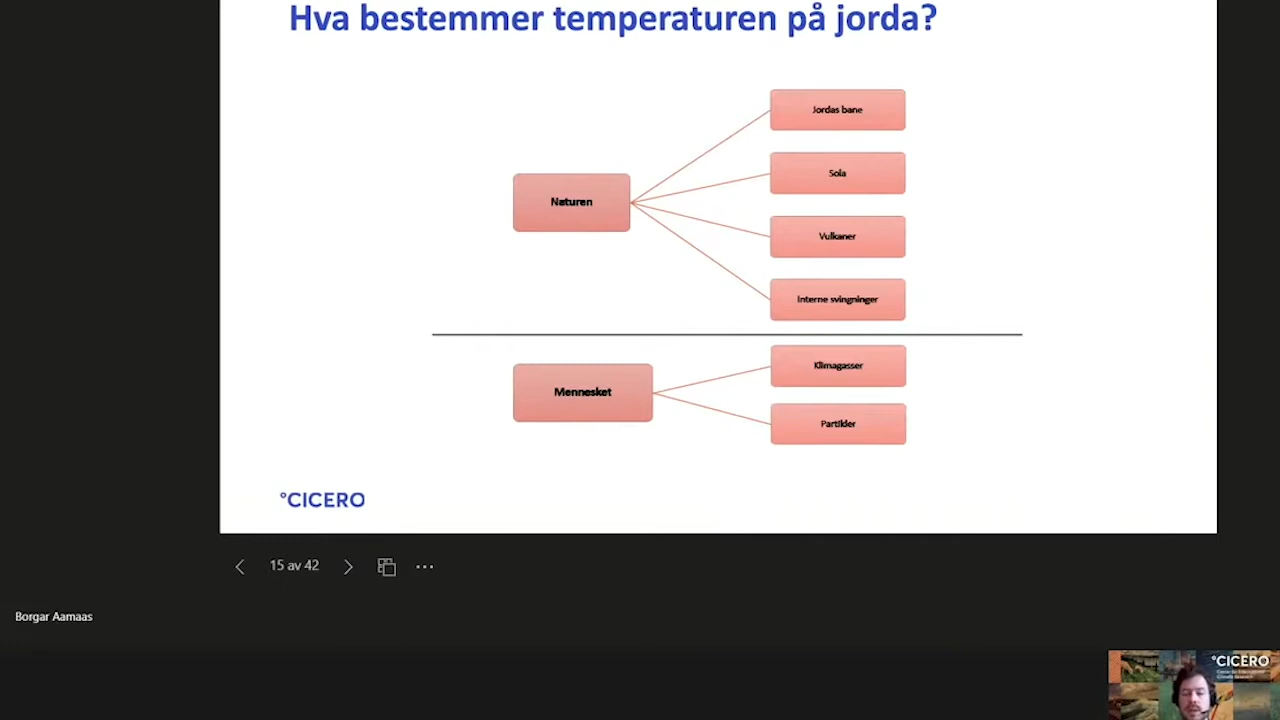 Hva bestemmer temperaturen på jorda?
Jordas bane
Sola
Naturen
Vulkaner
Interne svingninger
Klimagasser
Mennesket
Partikler
°CICERO
15 av 42
Borgar Aamaas
°CICERO